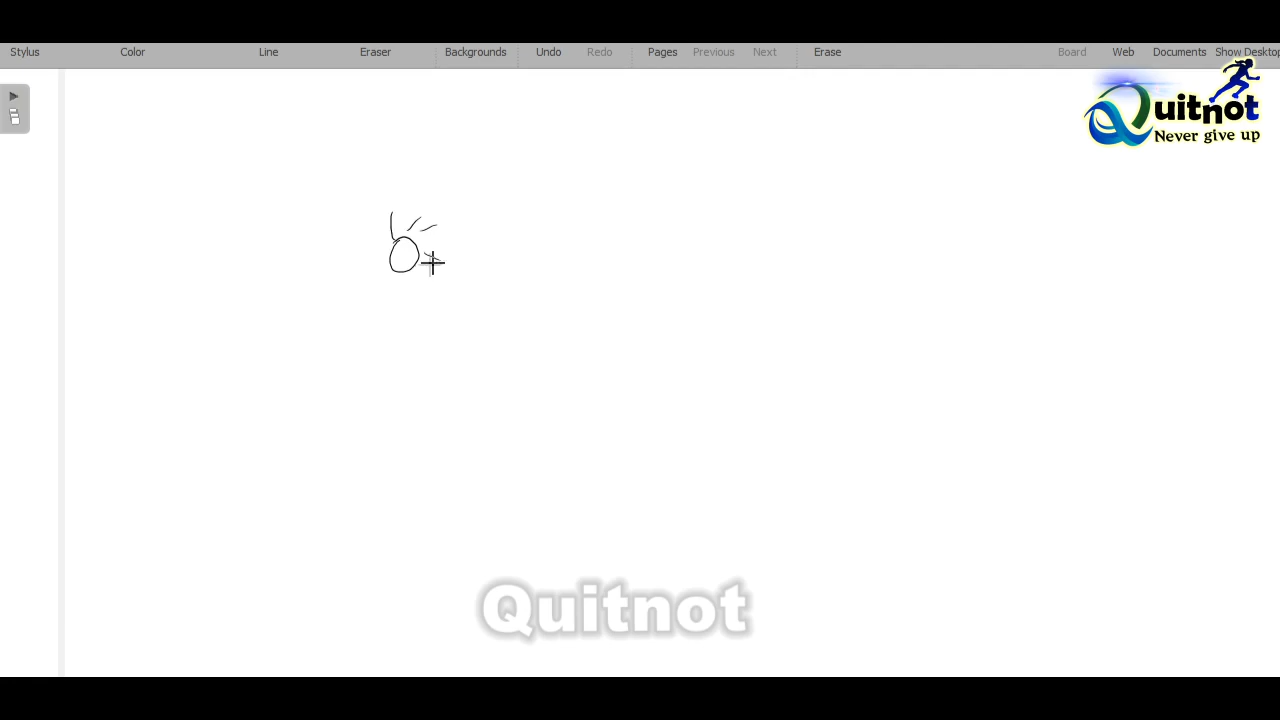 Stylus Color Line Eraser Backgrounds Undo Redo Pages Previous Next Erase Board Web Documents Show Desktop
Quitnot
Never give up
Quitnot